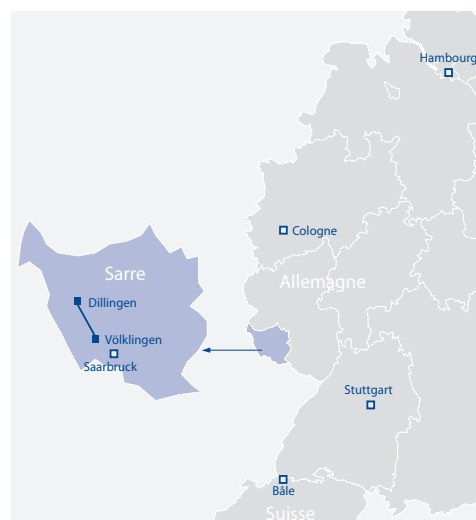 Hambourg
Cologne
Sarre
Allemagne
Dillingen
Völklingen
Saarbruck
Stuttgart
Bâle
Suisse